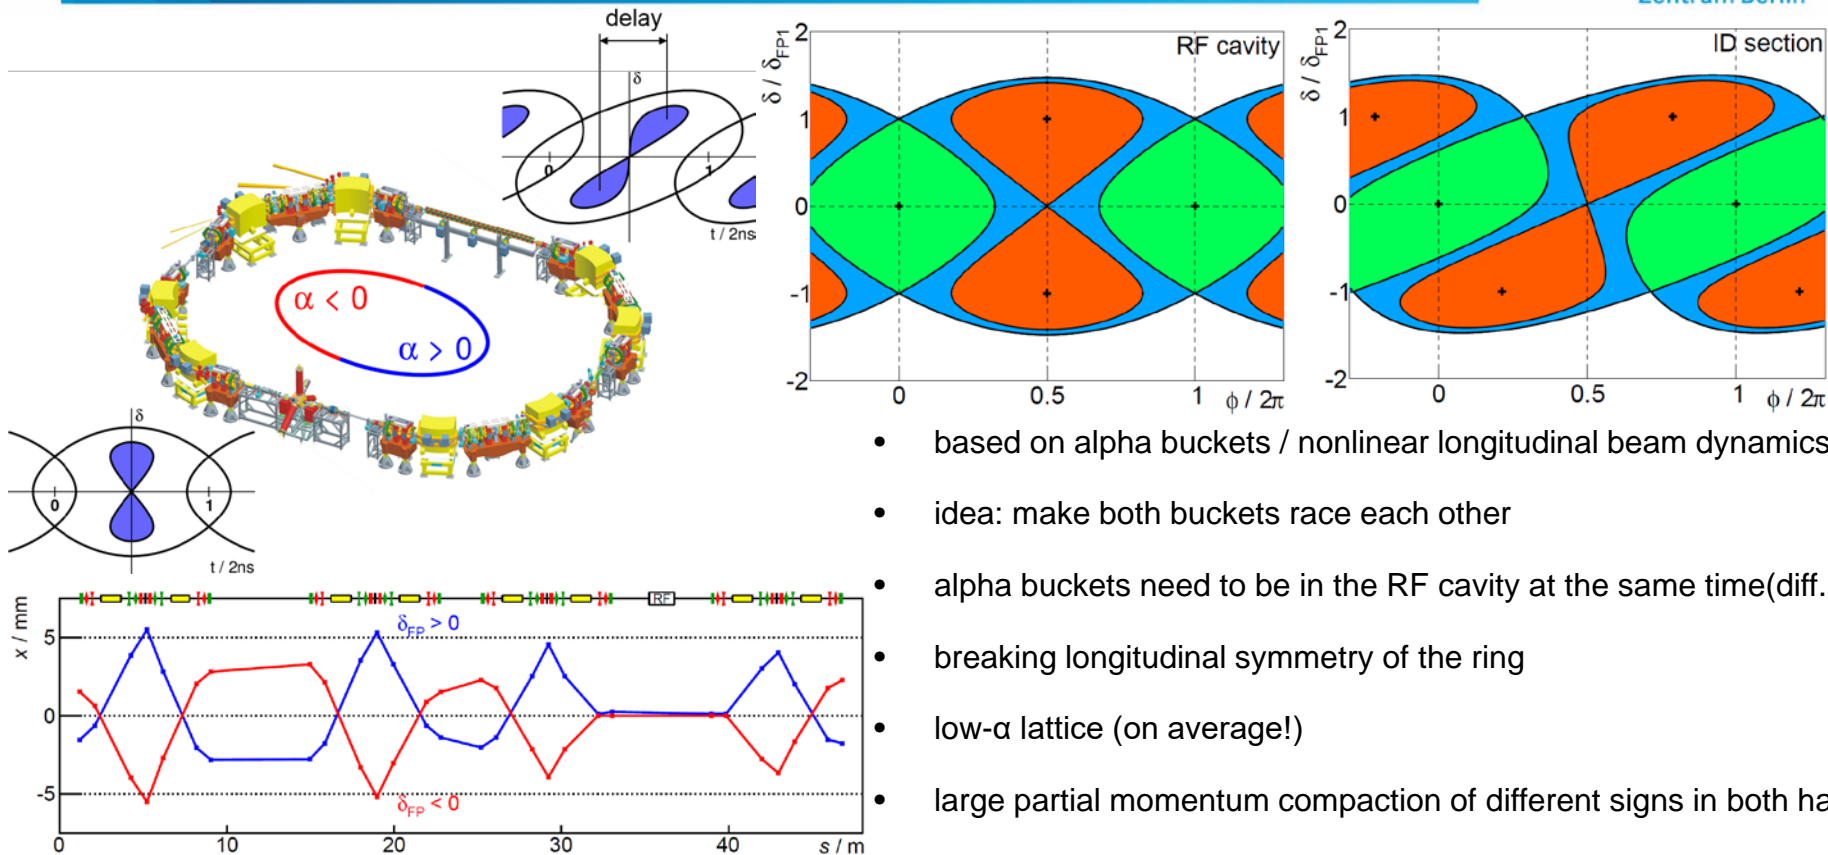 Zentrum Berlin
delay
δ
0
1
t / 2ns
α < 0
α > 0
δ
0
1
t / 2ns
δ / δFP1
2
1
0
-1
-2
RF cavity
0
0.5
1
ϕ / 2π
δ / δFP1
2
1
0
-1
-2
ID section
0
0.5
1
ϕ / 2π
x / mm
5
0
-5
RF
δFP > 0
δFP < 0
0
10
20
30
40
s / m
• based on alpha buckets / nonlinear longitudinal beam dynamics
• idea: make both buckets race each other
• alpha buckets need to be in the RF cavity at the same time(diff.
• breaking longitudinal symmetry of the ring
• low-α lattice (on average!)
• large partial momentum compaction of different signs in both ha